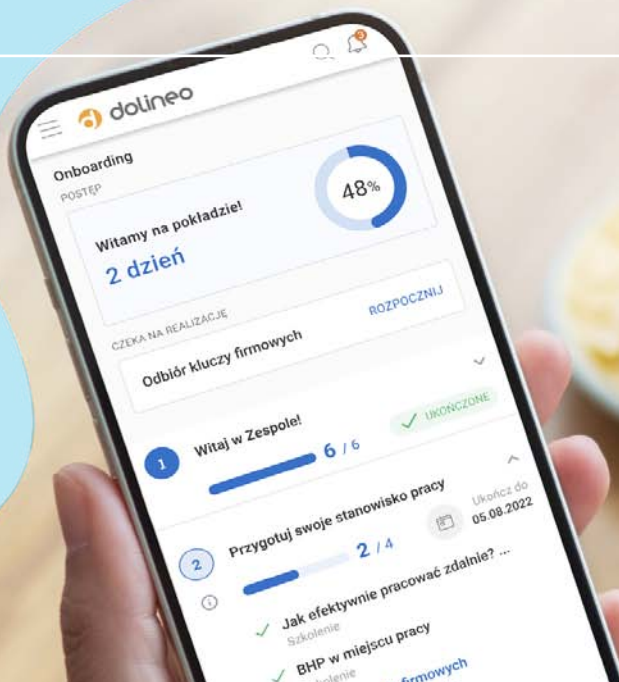 3
dolineo
Onboarding
POSTĘP
Witamy na pokładzie!
2 dzień
48%
CZEKA NA REALIZACJĘ
Odbiór kluczy firmowych
ROZPOCZNIJ
1
Witaj w Zespole!
6 / 6
UKOŃCZONE
2
Przygotuj swoje stanowisko pracy
2 / 4
Ukończ do
05.08.2022
Jak efektywnie pracować zdalnie? ...
Szkolenie
BHP w miejscu pracy
firmowych